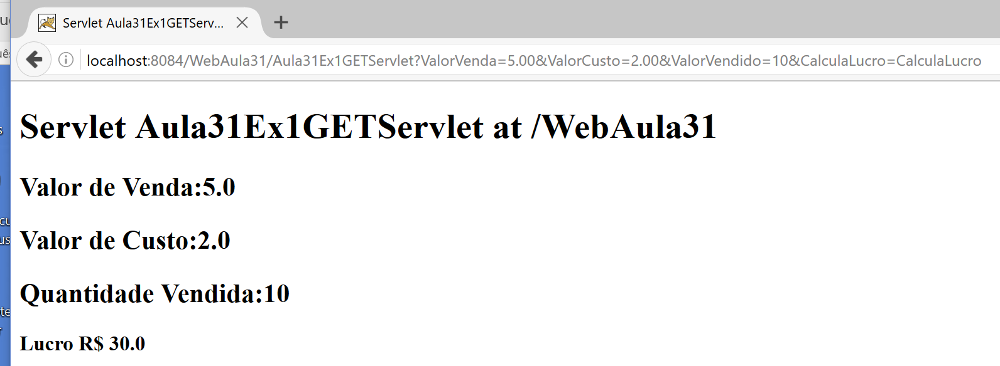 Servlet Aula31Ex1GETServ...
localhost:8084/WebAula31/Aula31Ex1GETServlet?ValorVenda=5.00&ValorCusto=2.00&ValorVendido=10&CalculaLucro=CalculaLucro
Servlet Aula31Ex1GETServlet at /WebAula31
Valor de Venda:5.0
Valor de Custo:2.0
Quantidade Vendida:10
Lucro R$ 30.0